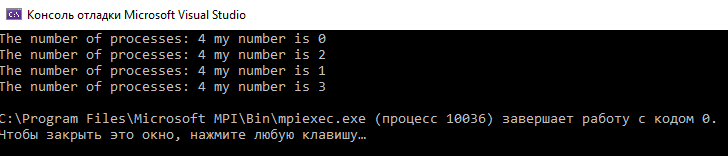 Консоль отладки Microsoft Visual Studio
The number of processes: 4 my number is 0
The number of processes: 4 my number is 2
The number of processes: 4 my number is 1
The number of processes: 4 my number is 3
C:\Program Files\Microsoft MPI\Bin\mpiexec.exe (процесс 10036) завершает работу с кодом 0.
Чтобы закрыть это окно, нажмите любую клавишу…